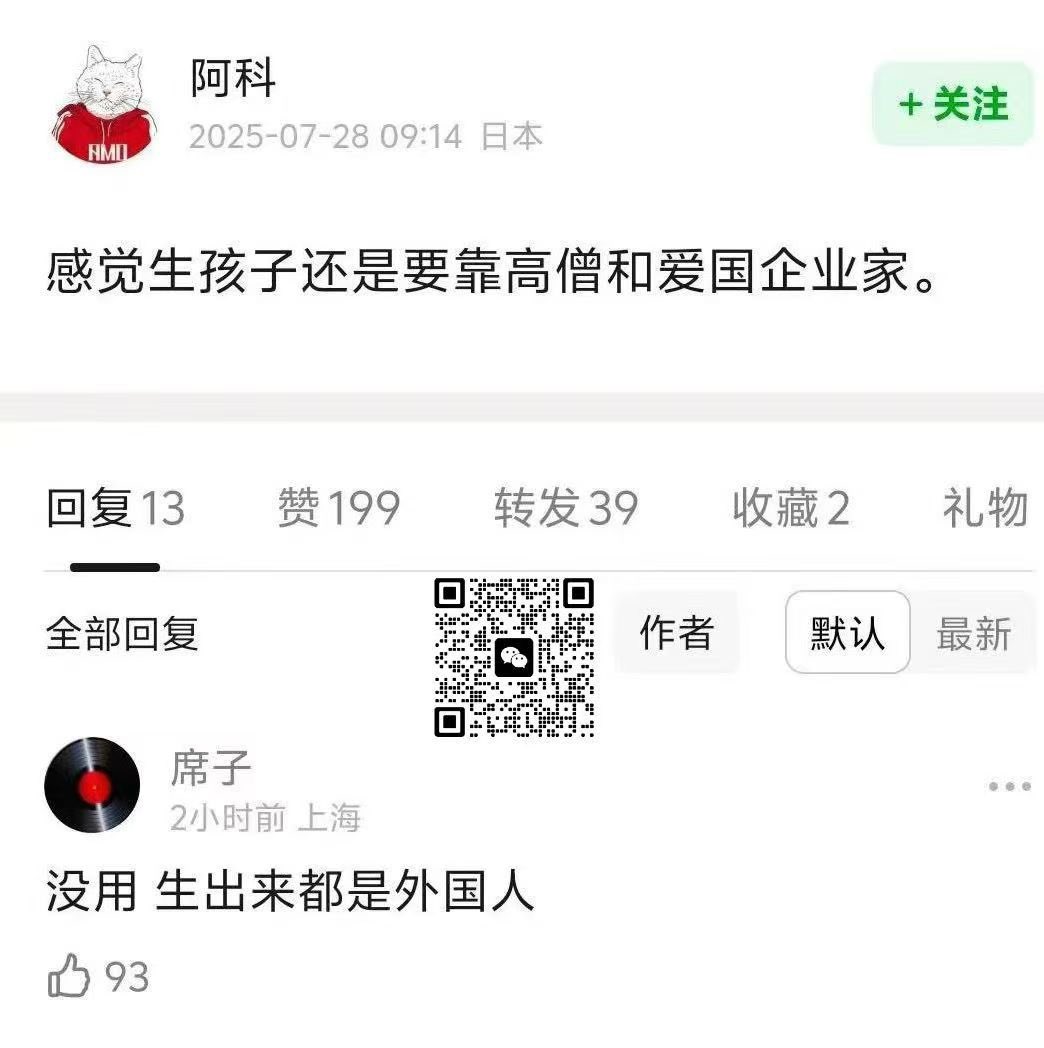 阿科
2025-07-28 09:14 日本
+ 关注
AMO
感觉生孩子还是要靠高僧和爱国企业家。
回复 13 赞 199 转发 39 收藏 2 礼物
全部回复 作者 默认 最新
席子
2小时前 上海
没用 生出来都是外国人
93